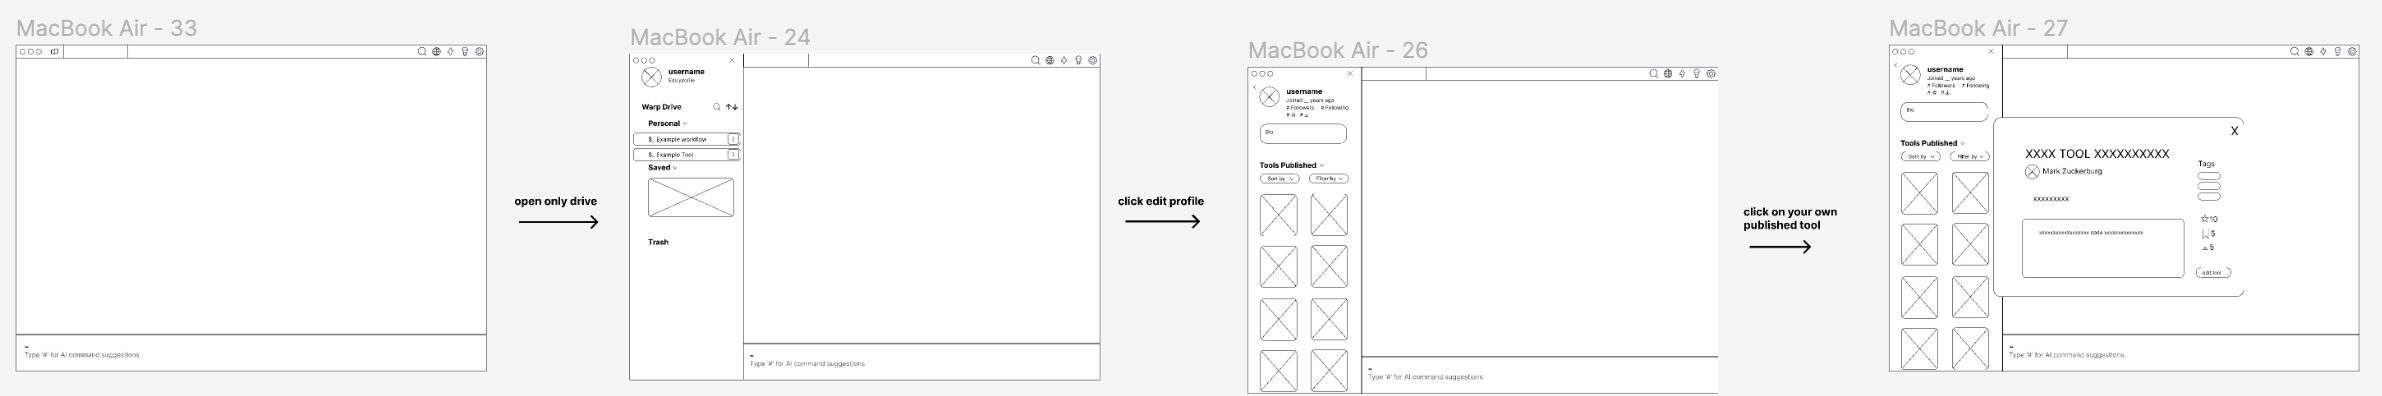 MacBook Air - 33
~
Type '#' for AI command suggestions
open only drive
MacBook Air - 24
username
Edit profile
Warp Drive
Personal
$_ Example workflow
$_ Example Tool
Saved
Trash
~
Type '#' for AI command suggestions
click edit profile
MacBook Air - 26
username
Joined __ years ago
# Followers # Following
Bio
Tools Published
Sort by
Filter by
~
Type '#' for AI command suggestions
click on your own
published tool
MacBook Air - 27
username
Joined __ years ago
# Followers # Following
Bio
Tools Published
Sort by
Filter by
X
XXXX TOOL XXXXXXXXXX
Mark Zuckerburg
xxxxxxxxx
Tags
10
5
5
edit tool
~
Type '#' for AI command suggestions